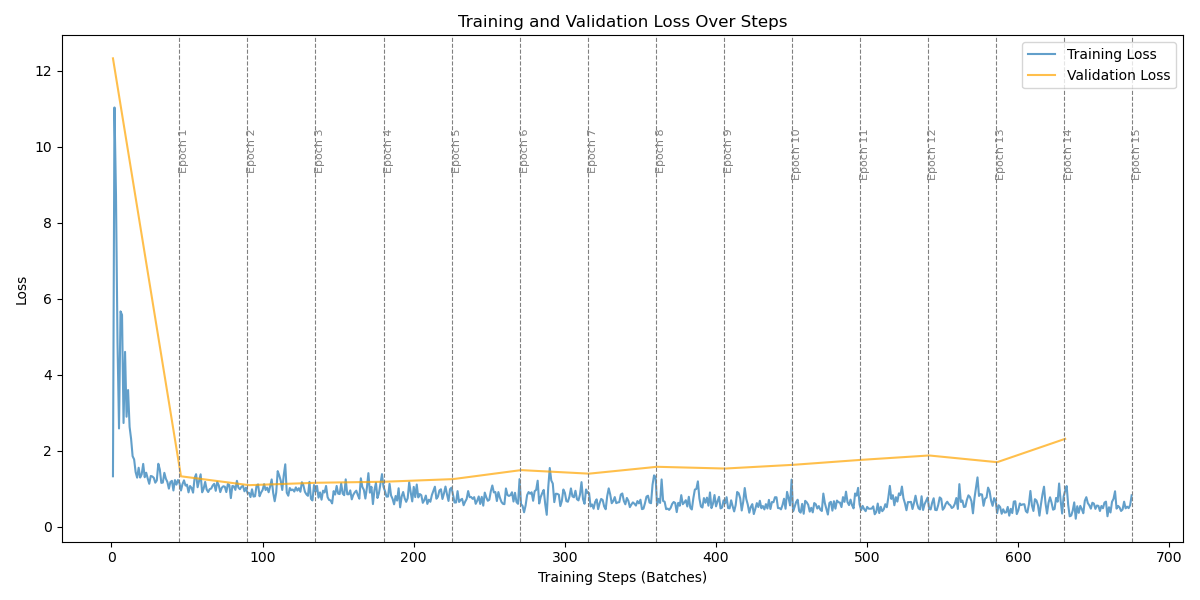 Training and Validation Loss Over Steps
Training Loss
Validation Loss
12
10
8
6
4
2
0
Loss
Epoch 1
Epoch 2
Epoch 3
Epoch 4
Epoch 5
Epoch 6
Epoch 7
Epoch 8
Epoch 9
Epoch 10
Epoch 11
Epoch 12
Epoch 13
Epoch 14
Epoch 15
0
100
200
300
400
500
600
700
Training Steps (Batches)